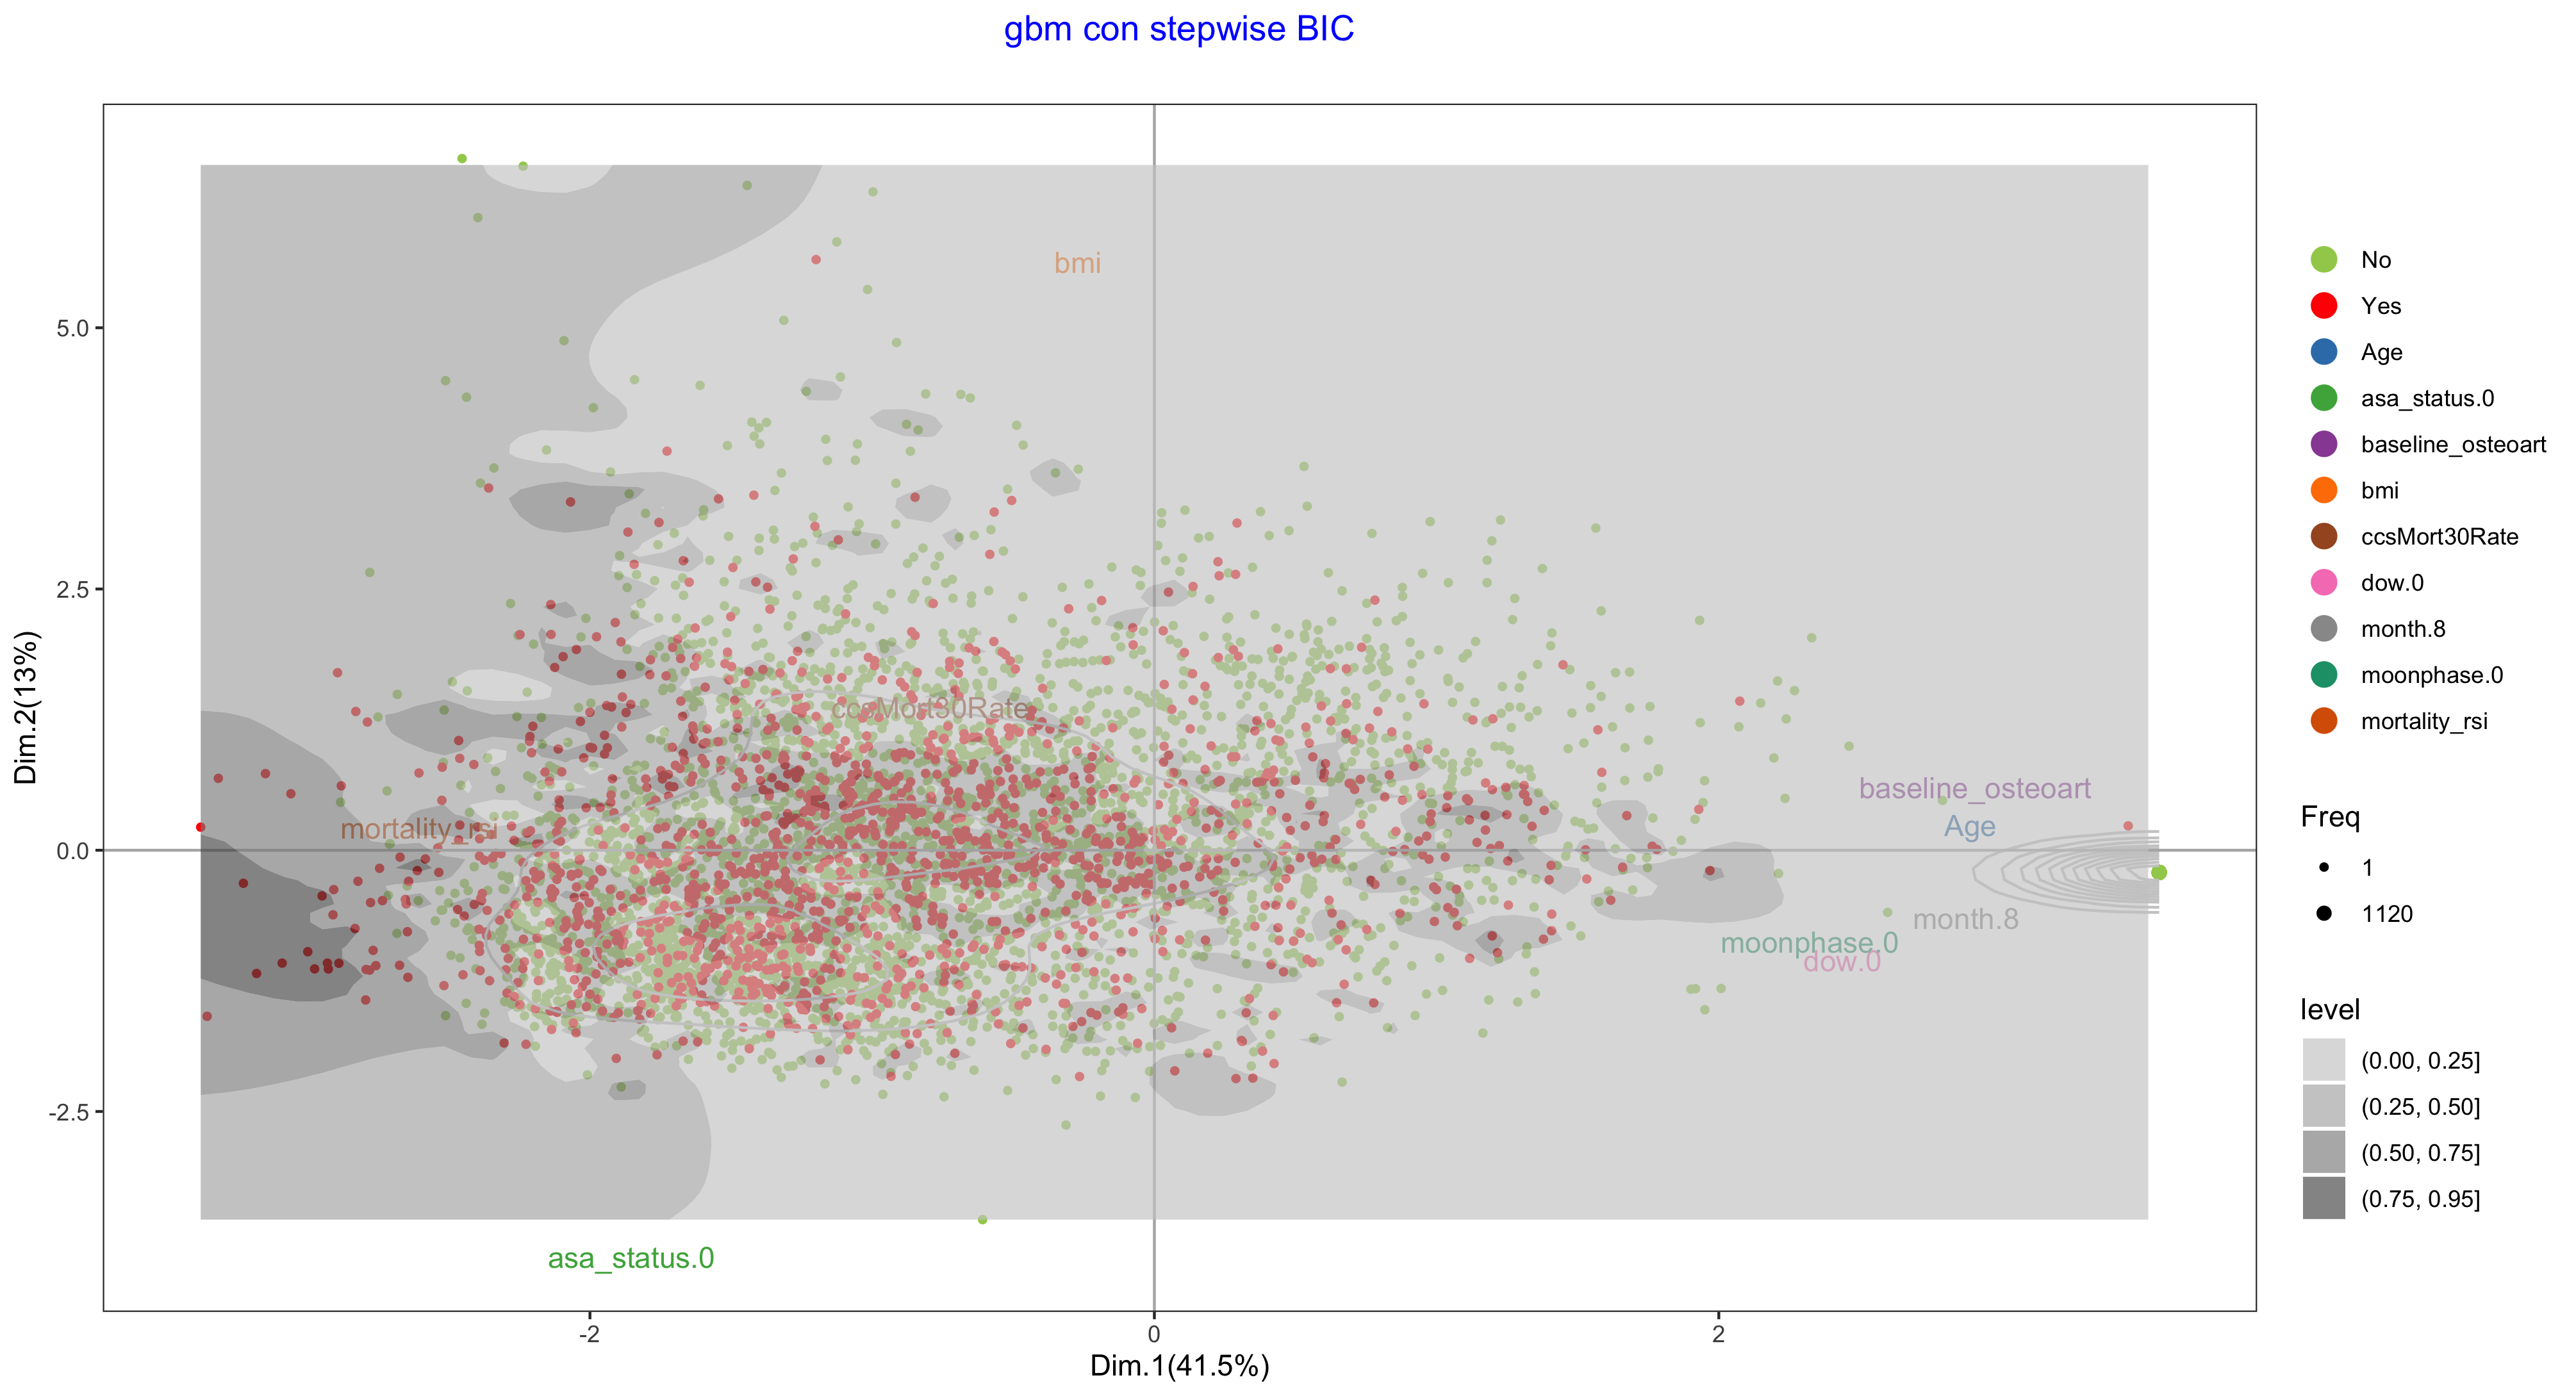 gbm con stepwise BIC
Dim.2(13%)
5.0
2.5
0.0
-2.5
bmi
ccsMort30Rate
mortality_rsi
baseline_osteoart
Age
month.8
moonphase.0
dow.0
asa_status.0
-2
0
2
Dim.1(41.5%)
No
Yes
Age
asa_status.0
baseline_osteoart
bmi
ccsMort30Rate
dow.0
month.8
moonphase.0
mortality_rsi
Freq
1
1120
level
(0.00, 0.25]
(0.25, 0.50]
(0.50, 0.75]
(0.75, 0.95]